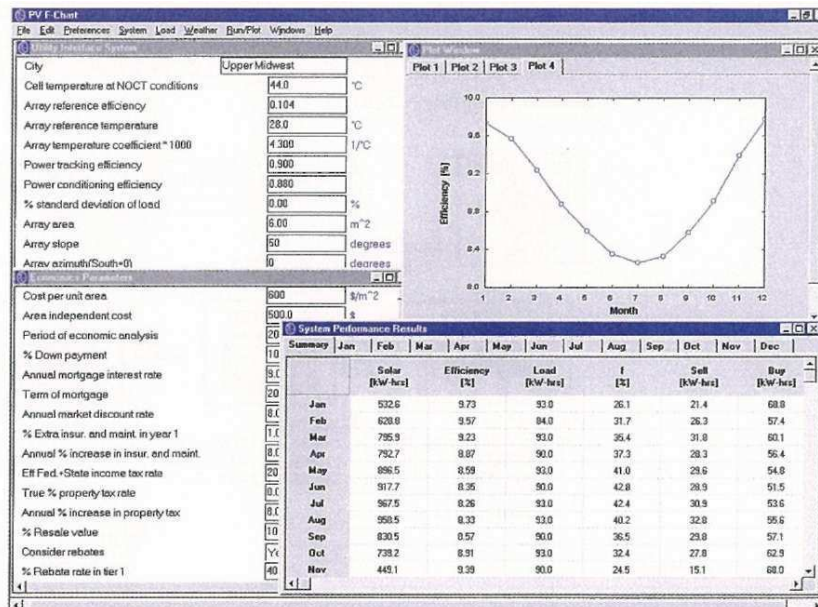 PV F-Chart
File Edit Preferences System Load Weather Run/Plot Windows Help
Utility Interface System
City Upper Midwest
Cell temperature at NOCT conditions 44.0 °C
Array reference efficiency 0.104
Array reference temperature 28.0 °C
Array temperature coefficient * 1000 4.300 1/°C
Power tracking efficiency 0.900
Power conditioning efficiency 0.880
% standard deviation of load 0.00 %
Array area 6.00 m^2
Array slope 50 degrees
Array azimuth(South=0) 0 degrees
Economics Parameters
Cost per unit area 600 $/m^2
Area independent cost 500.0 $
Period of economic analysis 20
% Down payment 10
Annual mortgage interest rate 9.0
Term of mortgage 20
Annual market discount rate 8.0
% Extra insur. and maint. in year 1 1.0
Annual % increase in insur. and maint. 8.0
Eff Fed.+State income tax rate 20
True % property tax rate 0.0
Annual % increase in property tax 8.0
% Resale value 10
Consider rebates Ye
% Rebate rate in tier 1 40
Plot Window
Plot 1 Plot 2 Plot 3 Plot 4
10.0
9.6
9.2
8.8
8.4
8.0
Efficiency [%]
1 2 3 4 5 6 7 8 9 10 11 12
Month
System Performance Results
Summary Jan Feb Mar Apr May Jun Jul Aug Sep Oct Nov Dec
Solar Efficiency Load f Sell Buy
[kW-hrs] [%] [kW-hrs] [%] [kW-hrs] [kW-hrs]
Jan 532.6 9.73 93.0 26.1 21.4 68.8
Feb 628.8 9.57 84.0 31.7 26.3 57.4
Mar 795.9 9.23 93.0 35.4 31.8 60.1
Apr 792.7 8.87 90.0 37.3 28.3 56.4
May 896.5 8.59 93.0 41.0 29.6 54.8
Jun 917.7 8.35 90.0 42.8 28.9 51.5
Jul 967.5 8.26 93.0 42.4 30.9 53.6
Aug 958.5 8.33 93.0 40.2 32.8 55.6
Sep 830.5 8.57 90.0 36.5 29.8 57.1
Oct 739.2 8.91 93.0 32.4 27.8 62.9
Nov 449.1 9.39 90.0 24.5 15.1 68.0